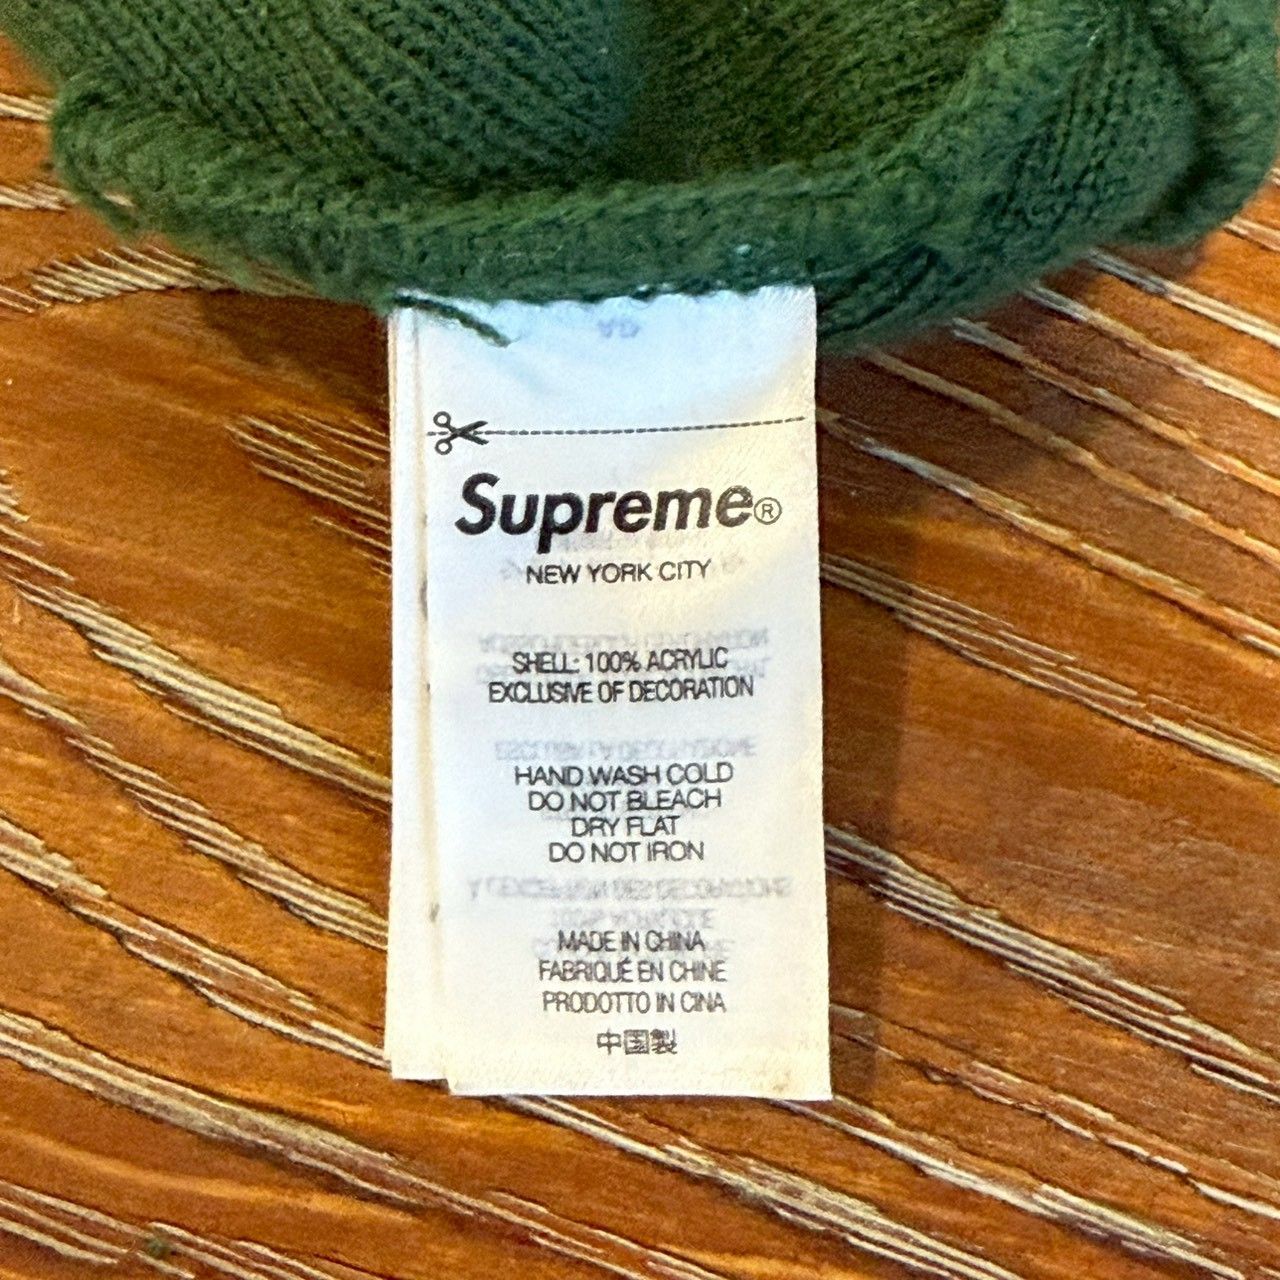 Supreme®
NEW YORK CITY
SHELL: 100% ACRYLIC
EXCLUSIVE OF DECORATION
HAND WASH COLD
DO NOT BLEACH
DRY FLAT
DO NOT IRON
MADE IN CHINA
FABRIQUÉ EN CHINE
PRODOTTO IN CINA
中国製